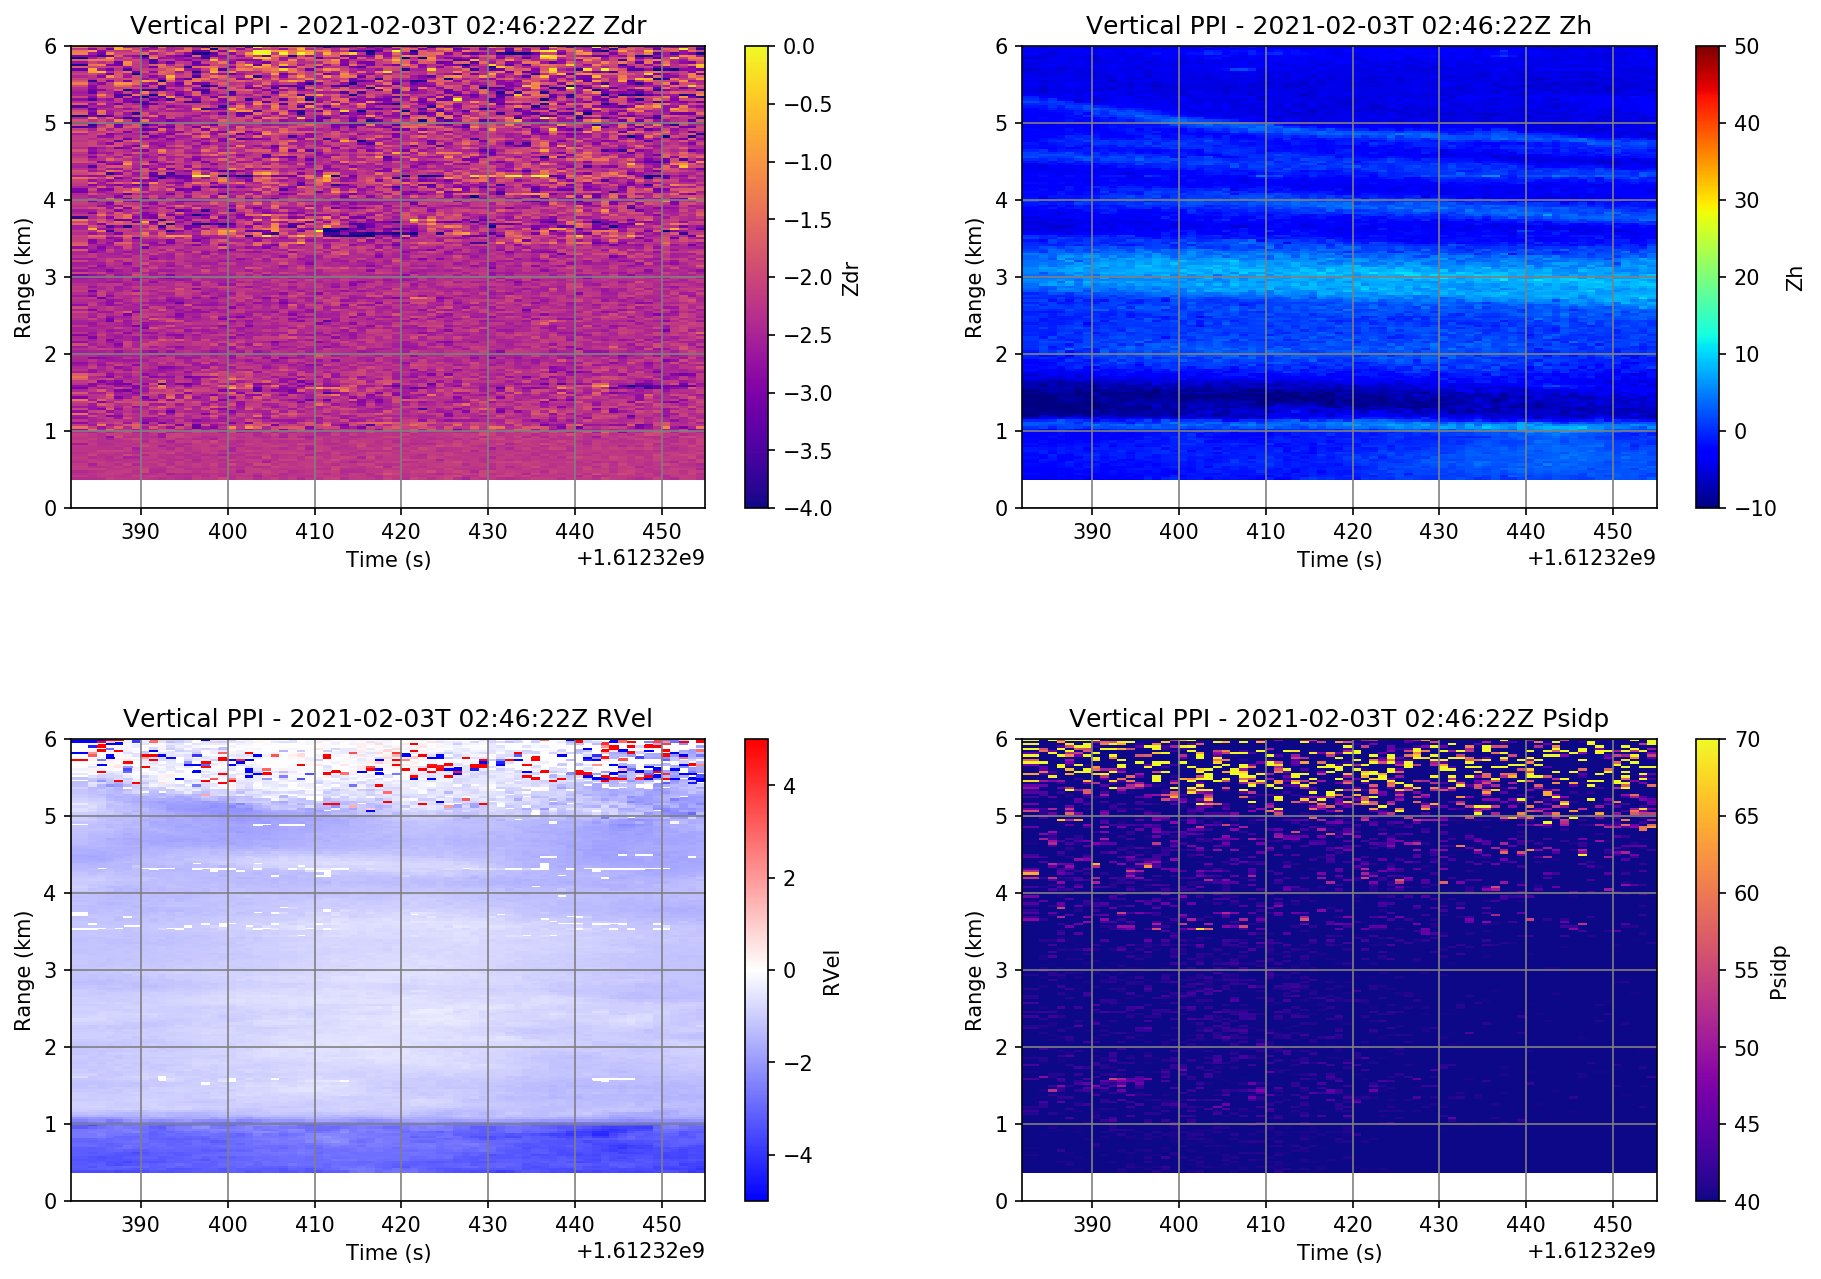 Vertical PPI - 2021-02-03T 02:46:22Z Zdr
6
5
4
3
2
1
0
Range (km)
390 400 410 420 430 440 450
Time (s)
+1.61232e9
0.0
−0.5
−1.0
−1.5
−2.0
−2.5
−3.0
−3.5
−4.0
Zdr
Vertical PPI - 2021-02-03T 02:46:22Z Zh
6
5
4
3
2
1
0
Range (km)
390 400 410 420 430 440 450
Time (s)
+1.61232e9
50
40
30
20
10
0
−10
Zh
Vertical PPI - 2021-02-03T 02:46:22Z RVel
6
5
4
3
2
1
0
Range (km)
390 400 410 420 430 440 450
Time (s)
+1.61232e9
4
2
0
−2
−4
RVel
Vertical PPI - 2021-02-03T 02:46:22Z Psidp
6
5
4
3
2
1
0
Range (km)
390 400 410 420 430 440 450
Time (s)
+1.61232e9
70
65
60
55
50
45
40
Psidp